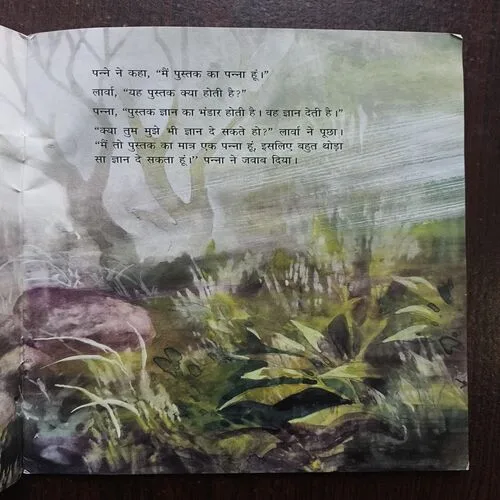 पन्ने ने कहा, “मैं पुस्तक का पन्ना हूं।”
लार्वा, “यह पुस्तक क्या होती है?”
पन्ना, “पुस्तक ज्ञान का भंडार होती है। वह ज्ञान देती है।”
“क्या तुम मुझे भी ज्ञान दे सकते हो?” लार्वा ने पूछा।
“मैं तो पुस्तक का मात्र एक पन्ना हूं, इसलिए बहुत थोड़ा
सा ज्ञान दे सकता हूं।” पन्ना ने जवाब दिया।